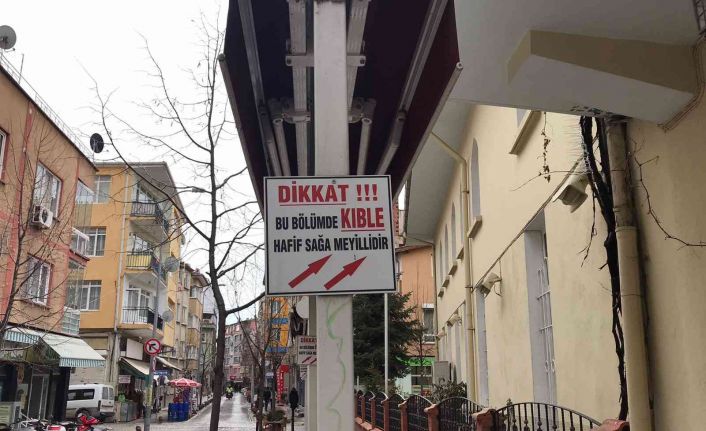 DİKKAT !!!
BU BÖLÜMDE KIBLE
HAFİF SAĞA MEYİLLİDİR